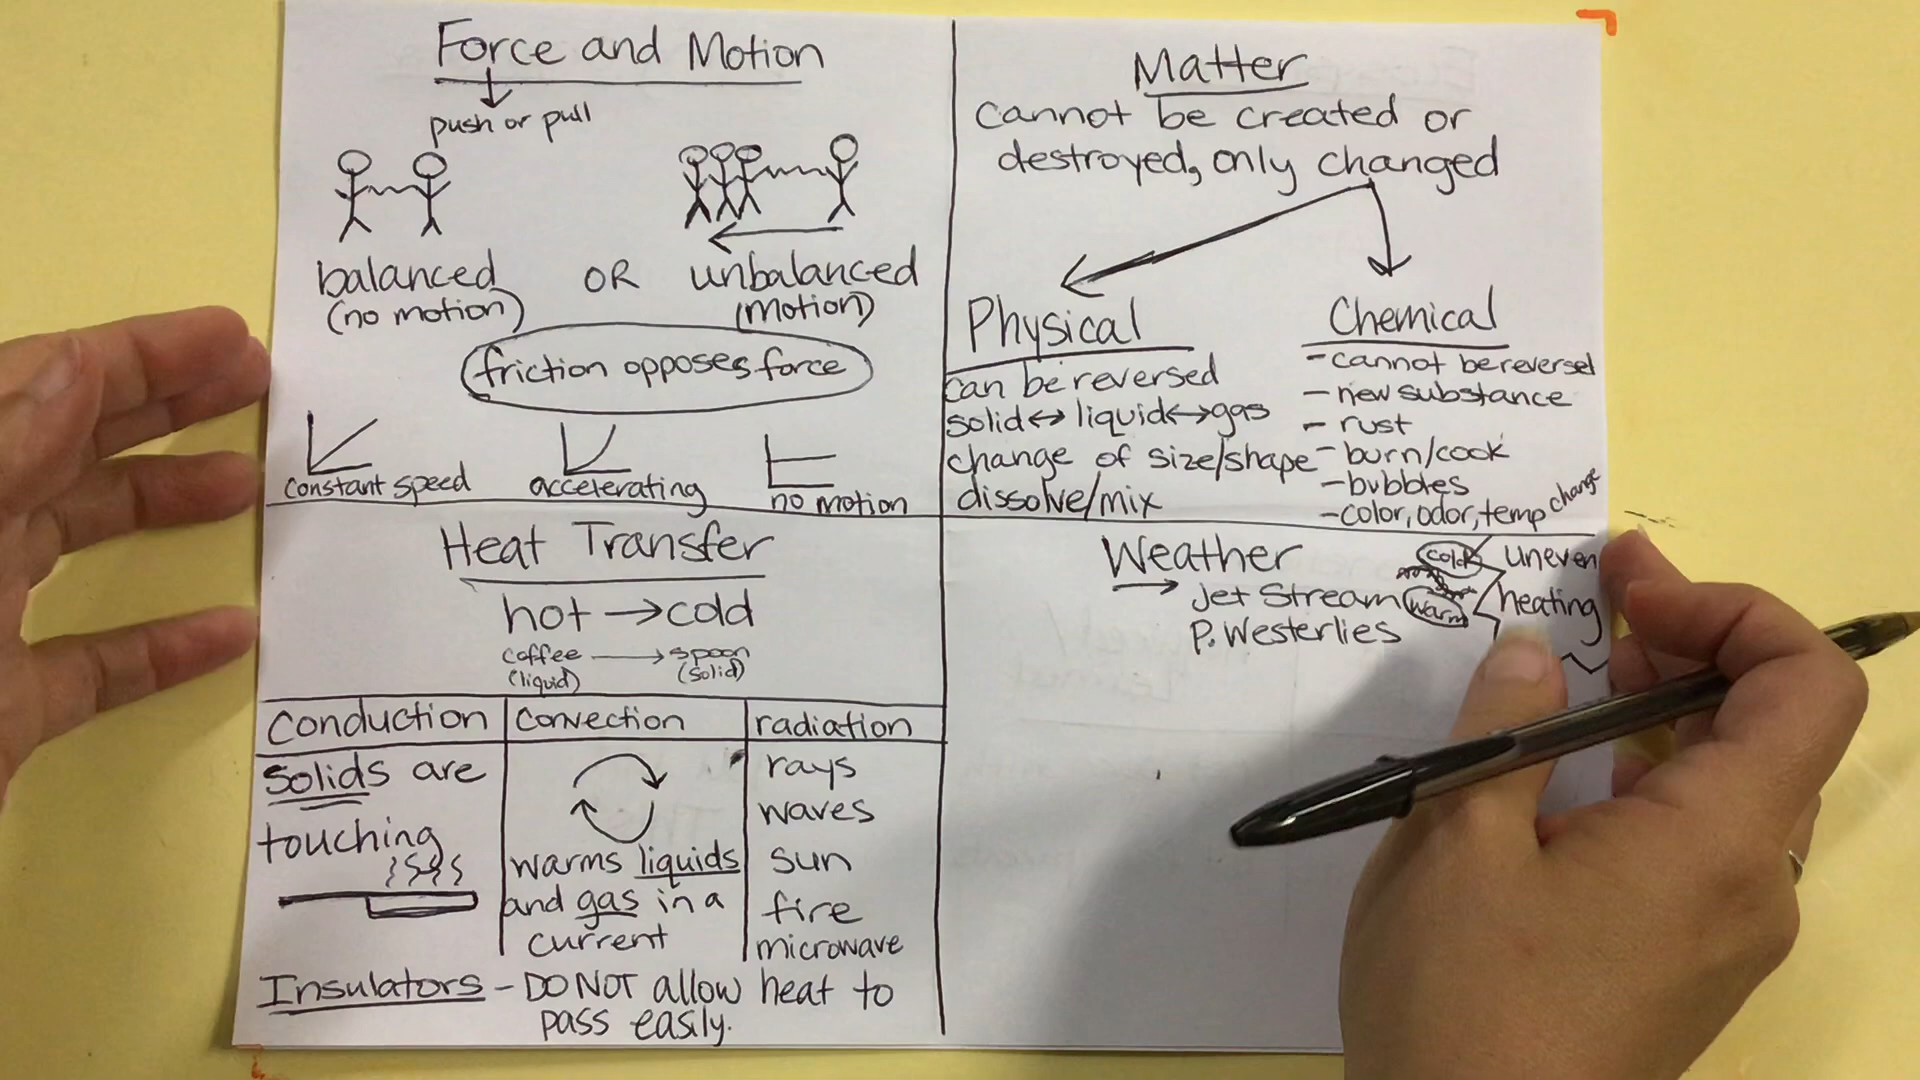 Force and Motion
push or pull
balanced OR unbalanced
(no motion) (motion)
friction opposes force
constant speed accelerating no motion
Matter
cannot be created or
destroyed, only changed
Physical
can be reversed
solid ↔ liquid ↔ gas
change of size/shape
dissolve/mix
Chemical
- cannot be reversed
- new substance
- rust
- burn/cook
- bubbles
- color, odor, temp change
Heat Transfer
hot → cold
coffee → spoon
(liquid) (solid)
conduction convection radiation
solids are
touching
warms liquids
and gas in a
current
rays
waves
sun
fire
microwave
Insulators - DO NOT allow heat to
pass easily.
Weather
→ Jet Stream
P. Westerlies
cold
warm
uneven
heating